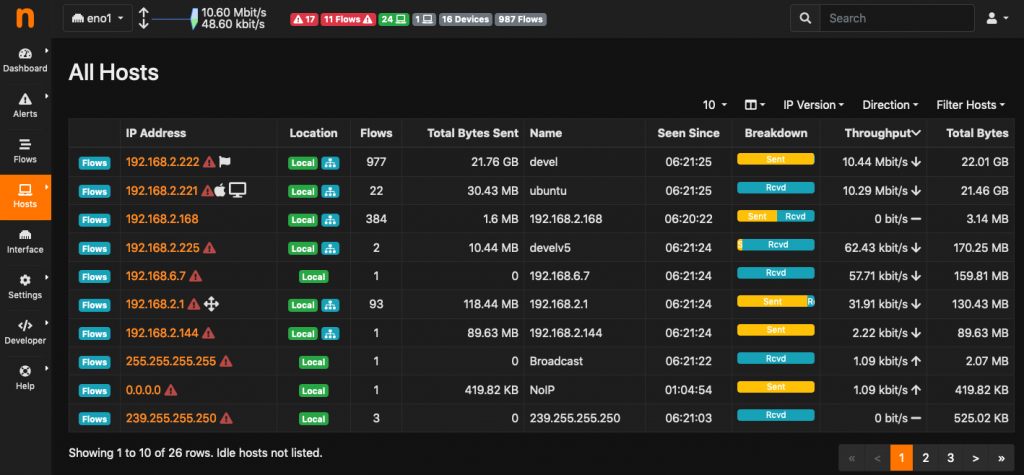 n
eno1
10.60 Mbit/s
48.60 kbit/s
17
11 Flows
24
1
16 Devices
987 Flows
Search
Dashboard
Alerts
Flows
Hosts
Interface
Settings
Developer
Help
All Hosts
10 IP Version Direction Filter Hosts
IP Address Location Flows Total Bytes Sent Name Seen Since Breakdown Throughput Total Bytes
Flows 192.168.2.222 Local 977 21.76 GB devel 06:21:25 Sent 10.44 Mbit/s 22.01 GB
Flows 192.168.2.221 Local 22 30.43 MB ubuntu 06:21:25 Rcvd 10.29 Mbit/s 21.46 GB
Flows 192.168.2.168 Local 384 1.6 MB 192.168.2.168 06:20:22 Sent Rcvd 0 bit/s 3.14 MB
Flows 192.168.2.225 Local 2 10.44 MB develv5 06:21:24 S Rcvd 62.43 kbit/s 170.25 MB
Flows 192.168.6.7 Local 1 0 192.168.6.7 06:21:24 Rcvd 57.71 kbit/s 159.81 MB
Flows 192.168.2.1 Local 93 118.44 MB 192.168.2.1 06:21:24 Sent R 31.91 kbit/s 130.43 MB
Flows 192.168.2.144 Local 1 89.63 MB 192.168.2.144 06:21:24 Sent 2.22 kbit/s 89.63 MB
Flows 255.255.255.255 Local 1 0 Broadcast 06:21:22 Rcvd 1.09 kbit/s 2.07 MB
Flows 0.0.0.0 Local 1 419.82 KB NoIP 01:04:54 Sent 1.09 kbit/s 419.82 KB
Flows 239.255.255.250 Local 3 0 239.255.255.250 06:21:03 Rcvd 0 bit/s 525.02 KB
Showing 1 to 10 of 26 rows. Idle hosts not listed.
« < 1 2 3 > »